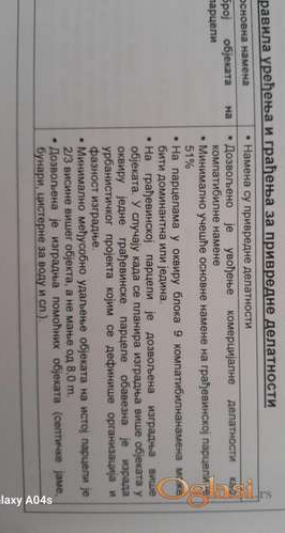 равила уређења и грађења за привредне делатности
основна намена
• Намена су привредне делатности
• Дозвољено је увођење комерцијалне делатности као
компатибилне намене
• Минимално учешће основне намене на грађевинској парцели је
51%
• На парцелама у оквиру блока 9 компатибилнанамена може
бити доминантна или једина.
број објеката на
парцели
• На грађевинској парцели је дозвољена изградња више
објеката. У случају када се планира изградња више објеката у
оквиру једне грађевинске парцеле обавезна је израда
урбанистичког пројекта којим се дефинише организација и
фазност изградње.
• Минимално међусобно удаљење објеката на истој парцели је
2/3 висине вишег објекта, а не мање од 8,0 m.
• Дозвољена је изградња помоћних објеката (септичке јаме,
бунари, цистерне за воду и сл.)
Oglasi.rs
laxy A04s